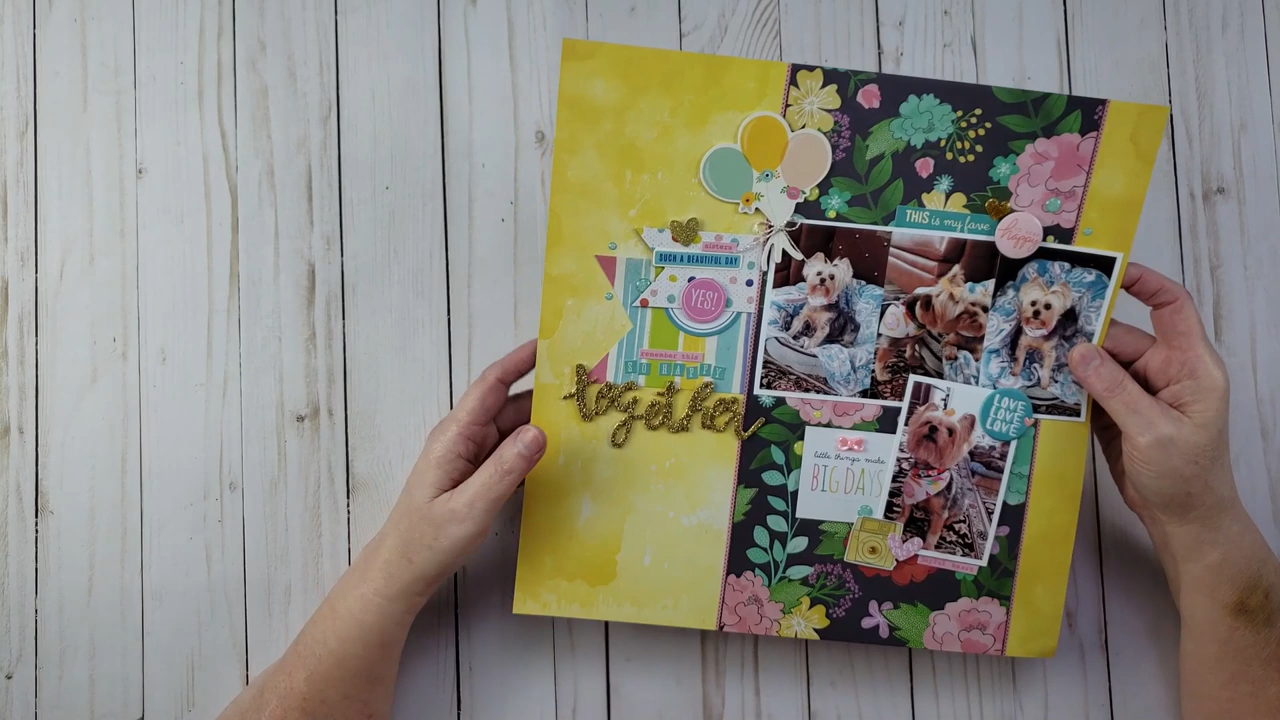 THIS is my fave
happy
sisters
SUCH A BEAUTIFUL DAY
YES!
remember this
SO HAPPY
together
LOVE
LOVE
LOVE
little things make
BIG DAYS